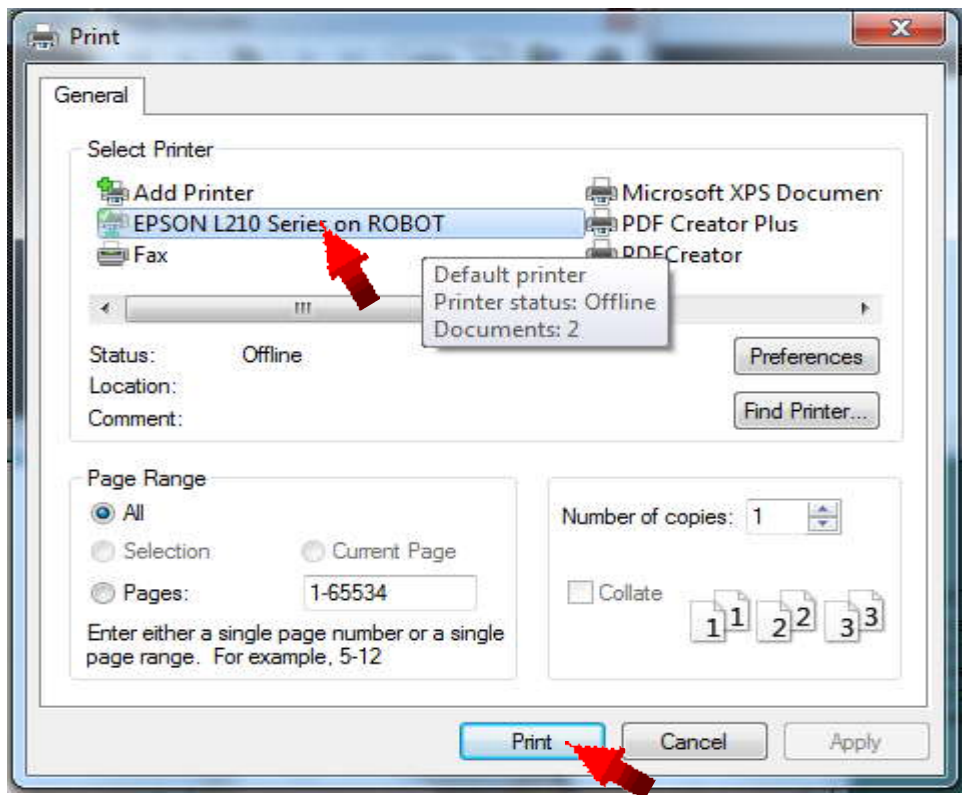 Print
General
Select Printer
Add Printer
EPSON L210 Series on ROBOT
Fax
Microsoft XPS Documen
PDF Creator Plus
PDFCreator
Default printer
Printer status: Offline
Documents: 2
Status: Offline
Location:
Comment:
Preferences
Find Printer...
Page Range
All
Selection Current Page
Pages: 1-65534
Enter either a single page number or a single
page range. For example, 5-12
Number of copies: 1
Collate
1 1 2 2 3 3
Print Cancel Apply